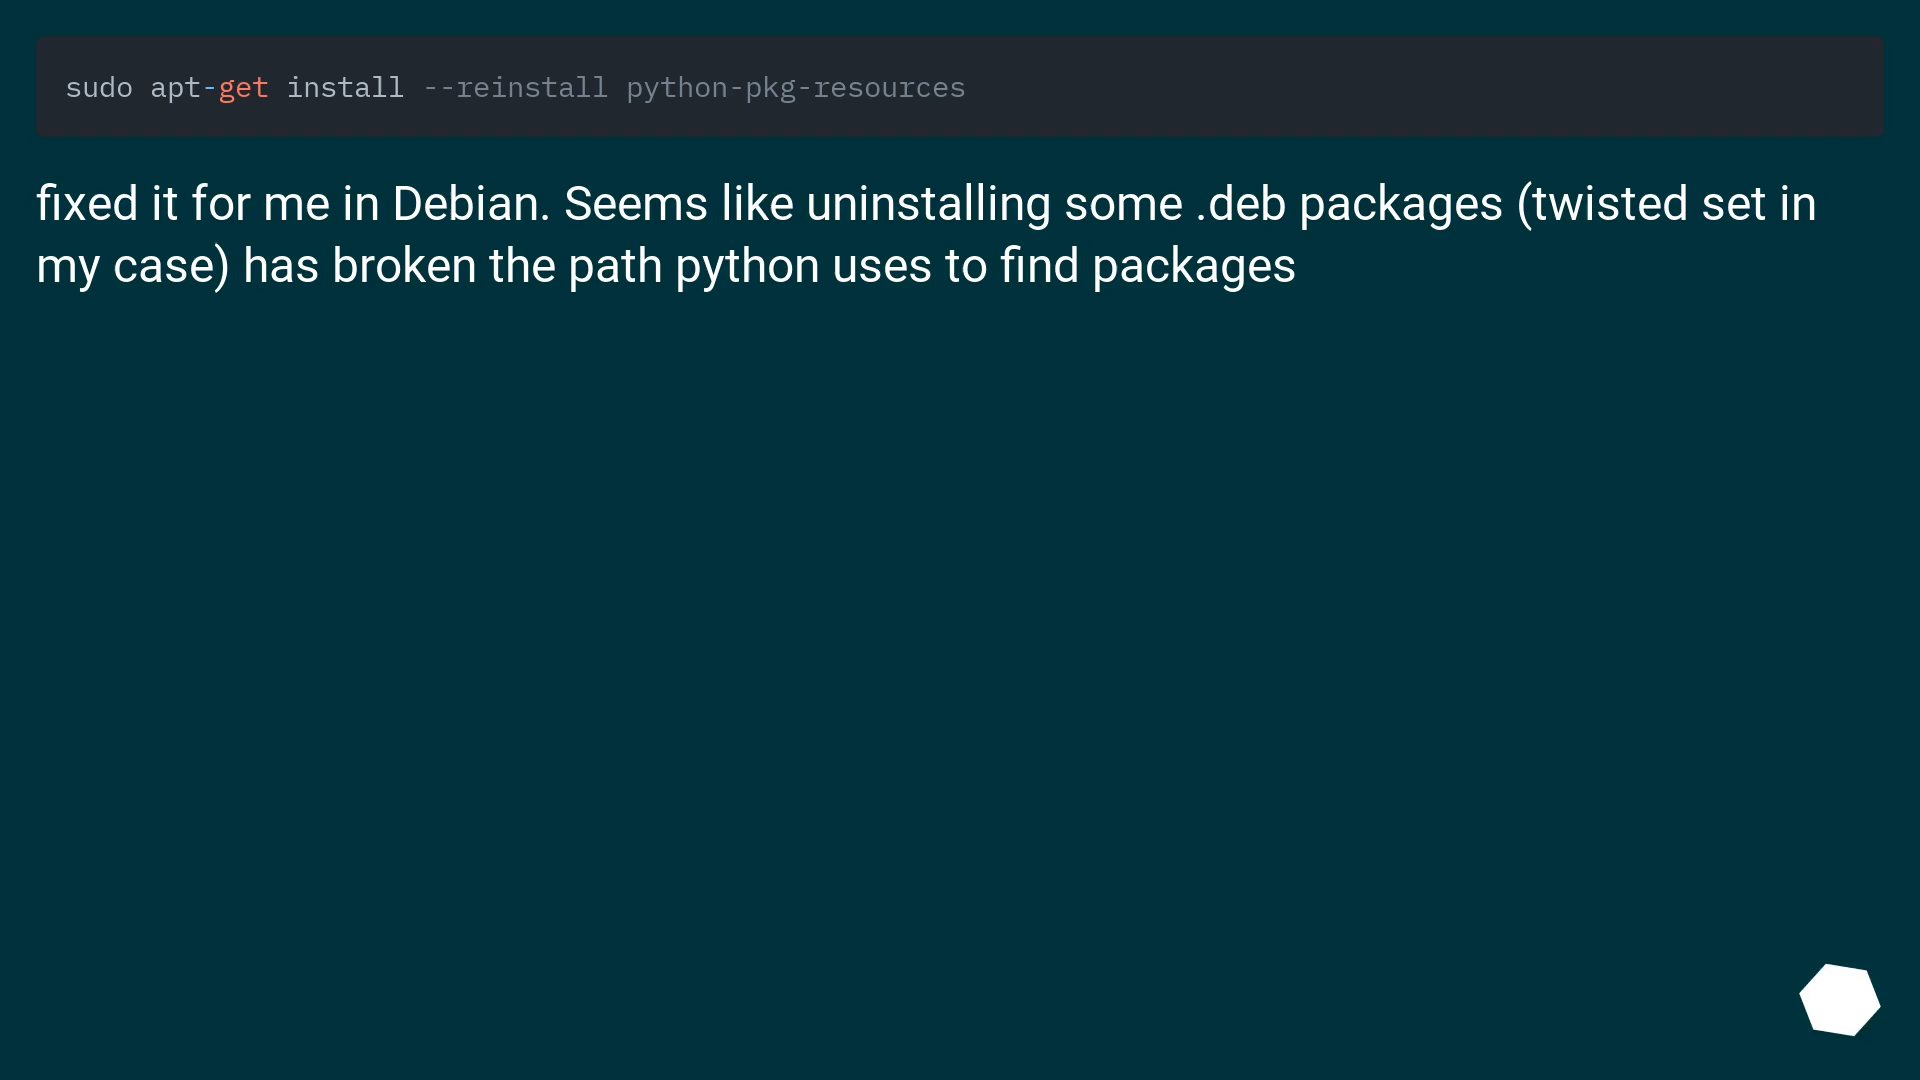 sudo apt-get install --reinstall python-pkg-resources
fixed it for me in Debian. Seems like uninstalling some .deb packages (twisted set in
my case) has broken the path python uses to find packages